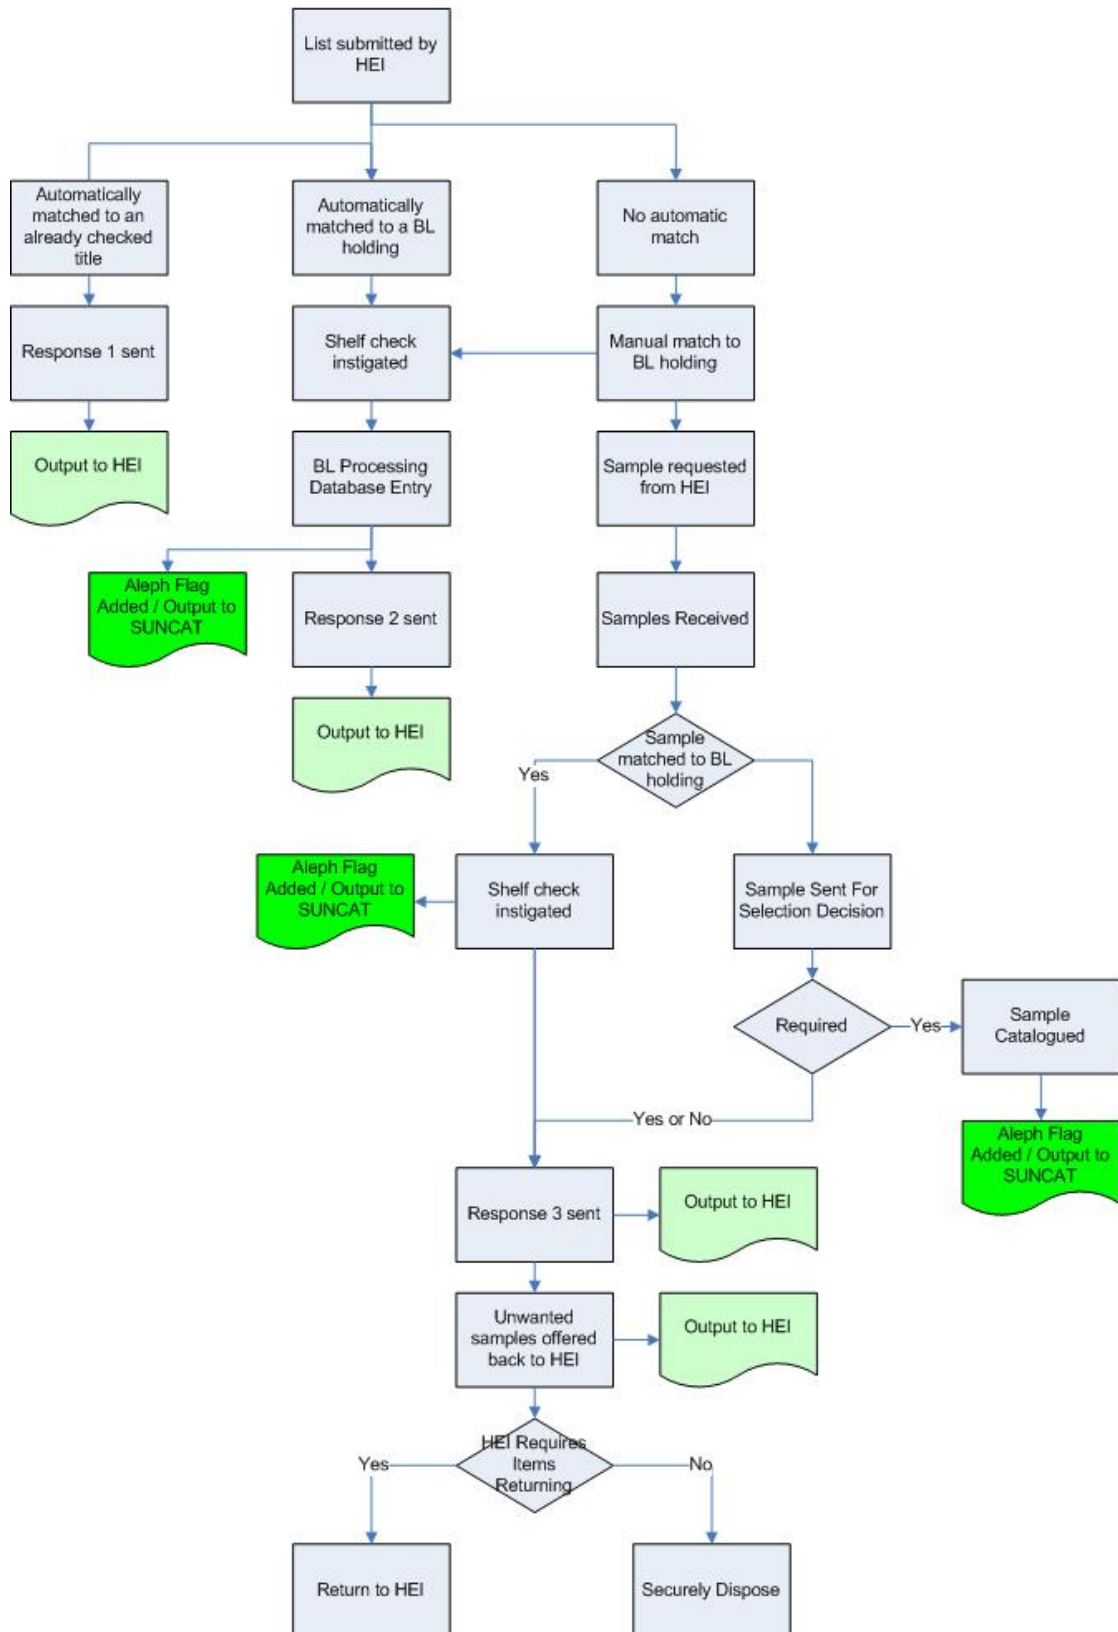 List submitted by
HEI
Automatically
matched to an
already checked
title
Automatically
matched to a BL
holding
No automatic
match
Response 1 sent
Shelf check
instigated
Manual match to
BL holding
Output to HEI
BL Processing
Database Entry
Sample requested
from HEI
Aleph Flag
Added / Output to
SUNCAT
Response 2 sent
Samples Received
Output to HEI
Sample
matched to BL
holding
Yes
Aleph Flag
Added / Output to
SUNCAT
Shelf check
instigated
Sample Sent For
Selection Decision
Required
Yes
Sample
Catalogued
Yes or No
Aleph Flag
Added / Output to
SUNCAT
Response 3 sent
Output to HEI
Unwanted
samples offered
back to HEI
Output to HEI
HEI Requires
Items
Returning
Yes
No
Return to HEI
Securely Dispose